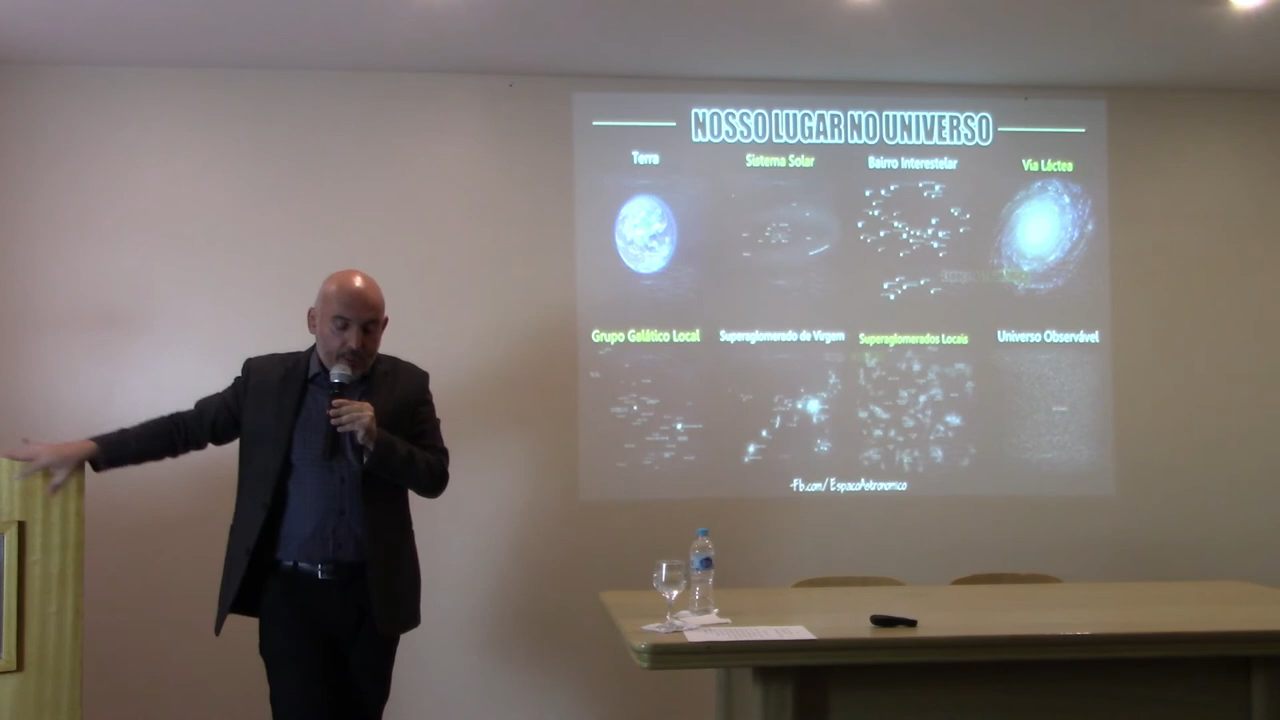 NOSSO LUGAR NO UNIVERSO
Terra
Sistema Solar
Bairro Interestelar
Via Láctea
Grupo Galático Local
Superaglomerado de Virgem
Superaglomerados Locais
Universo Observável
Fb.com/EspacoAstronomico